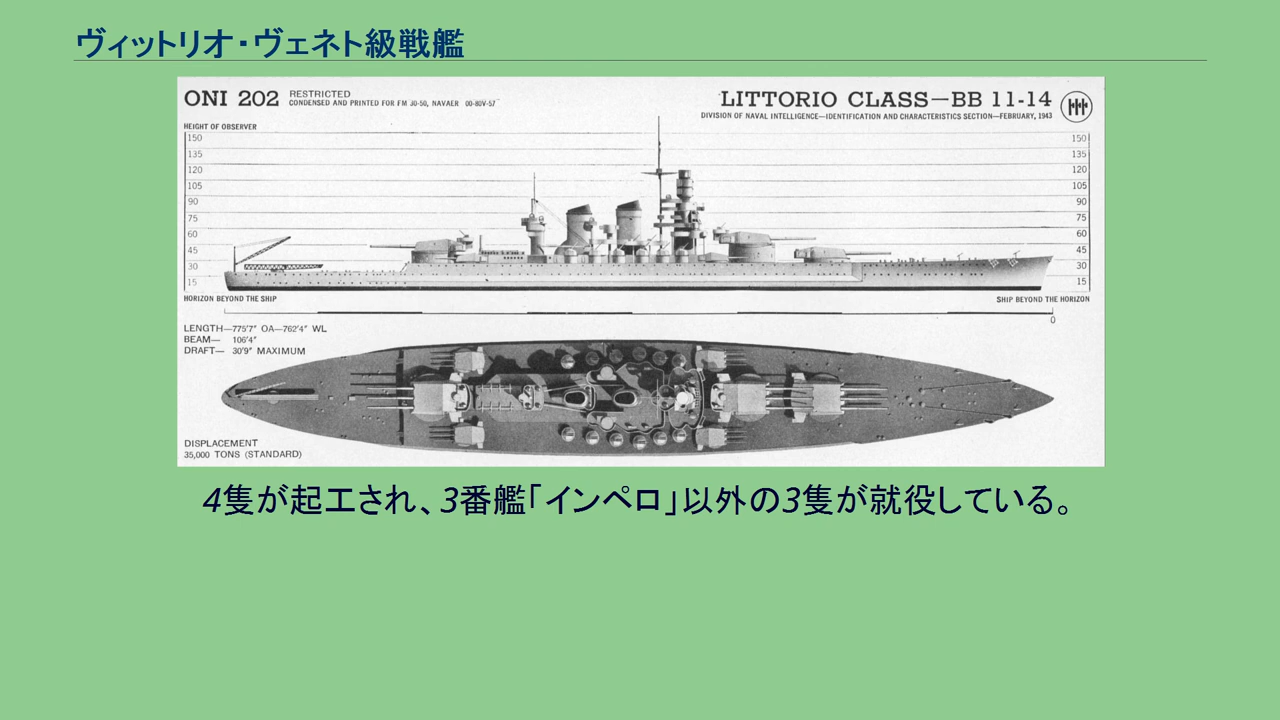 ヴィットリオ・ヴェネト級戦艦
ONI 202
RESTRICTED
CONDENSED AND PRINTED FOR FM 30-50, NAVAER 00-80V-57
LITTORIO CLASS—BB 11-14
DIVISION OF NAVAL INTELLIGENCE—IDENTIFICATION AND CHARACTERISTICS SECTION—FEBRUARY, 1943
HEIGHT OF OBSERVER
150 150
135 135
120 120
105 105
90 90
75 75
60 60
45 45
30 30
15 15
HORIZON BEYOND THE SHIP
SHIP BEYOND THE HORIZON
0
LENGTH—775'7" OA—762'4" WL
BEAM— 106'4"
DRAFT— 30'9" MAXIMUM
DISPLACEMENT
35,000 TONS (STANDARD)
4隻が起工され、3番艦「インペロ」以外の3隻が就役している。